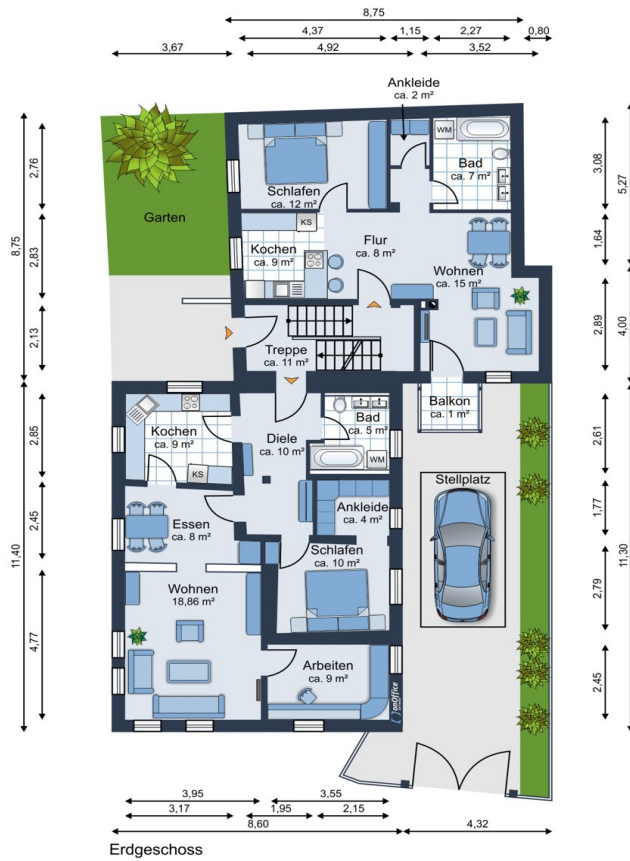 8,75
4,37
1,15
2,27
0,80
3,67
4,92
3,52
Ankleide
ca. 2 m²
WM
Bad
ca. 7 m²
Schlafen
ca. 12 m²
Garten
KS
Kochen
ca. 9 m²
Flur
ca. 8 m²
Wohnen
ca. 15 m²
Treppe
ca. 11 m²
Balkon
ca. 1 m²
8,75
2,76
2,83
2,13
3,08
5,27
1,64
2,89
4,00
Kochen
ca. 9 m²
KS
Diele
ca. 10 m²
Bad
ca. 5 m²
WM
Stellplatz
Essen
ca. 8 m²
Ankleide
ca. 4 m²
Schlafen
ca. 10 m²
Wohnen
18,86 m²
Arbeiten
ca. 9 m²
onOffice
11,40
2,85
2,45
4,77
2,61
1,77
11,30
2,79
2,45
3,95
3,55
3,17
1,95
2,15
8,60
4,32
Erdgeschoss